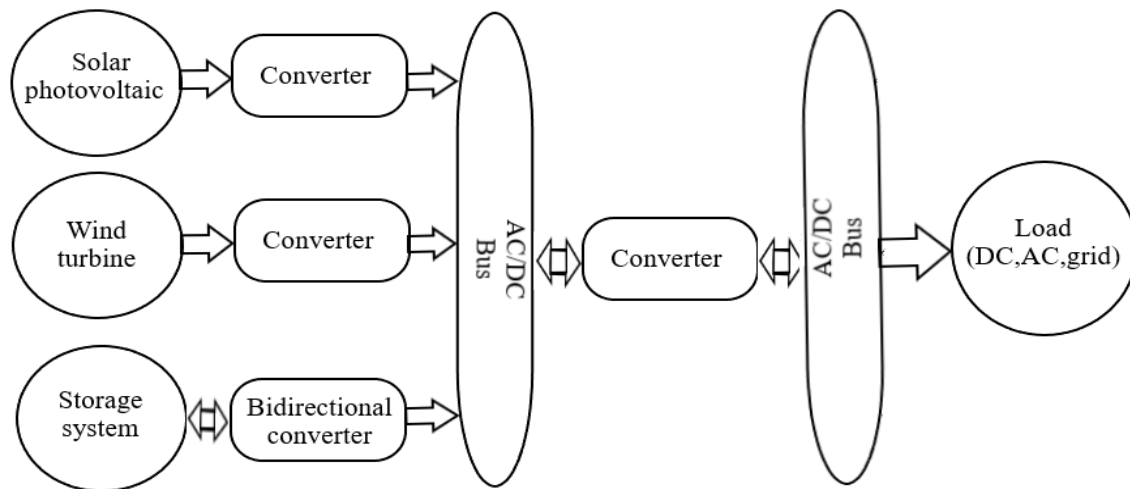 Solar
photovoltaic
Converter
Wind
turbine
Converter
Storage
system
Bidirectional
converter
AC/DC
Bus
Converter
AC/DC
Bus
Load
(DC,AC,grid)